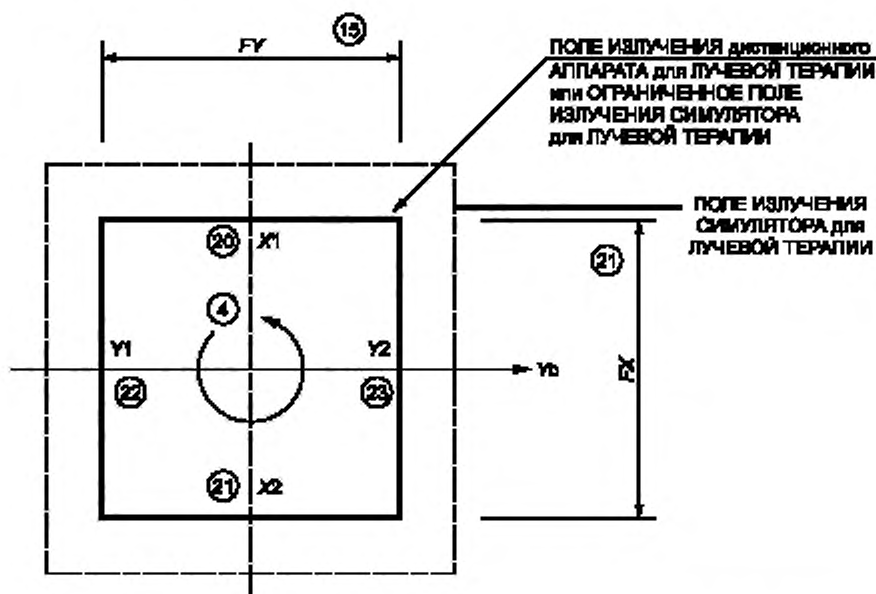 FY
15
ПОЛЕ ИЗЛУЧЕНИЯ дистанционного
АППАРАТА для ЛУЧЕВОЙ ТЕРАПИИ
или ОГРАНИЧЕННОЕ ПОЛЕ
ИЗЛУЧЕНИЯ СИМУЛЯТОРА
для ЛУЧЕВОЙ ТЕРАПИИ
ПОЛЕ ИЗЛУЧЕНИЯ
СИМУЛЯТОРА для
ЛУЧЕВОЙ ТЕРАПИИ
20 X1
21
4
Y1
Y2
Yb
FX
22
23
21 X2